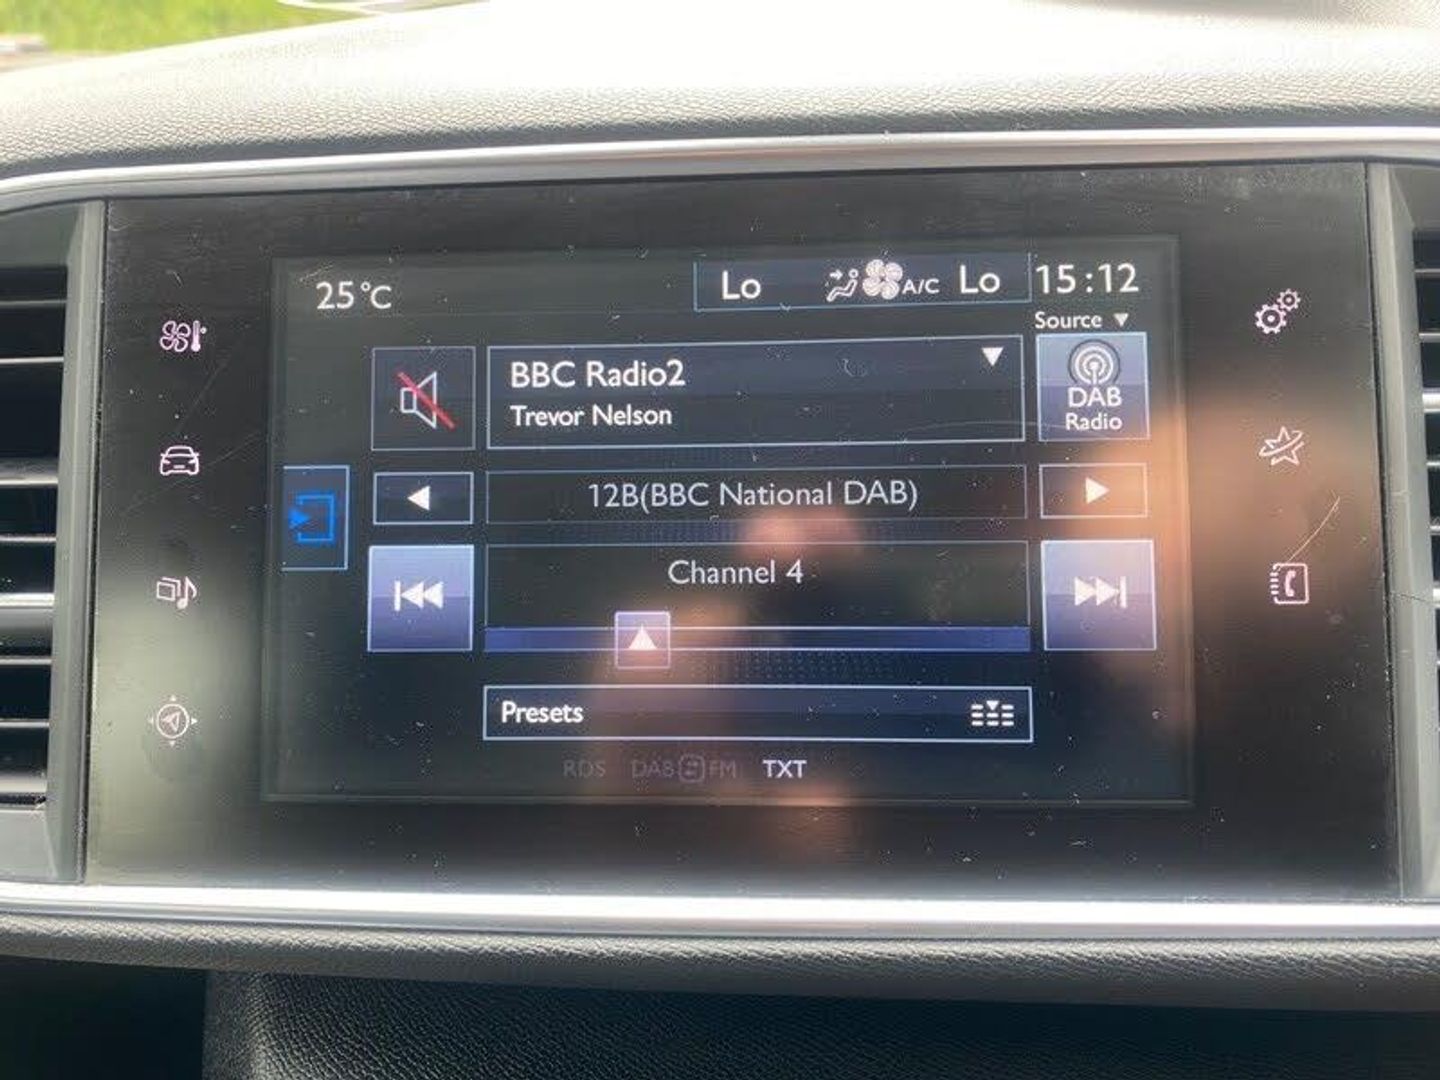 25°C
Lo
A/C
Lo
15:12
Source
BBC Radio2
Trevor Nelson
DAB
Radio
12B(BBC National DAB)
Channel 4
Presets
RDS
DAB FM
TXT